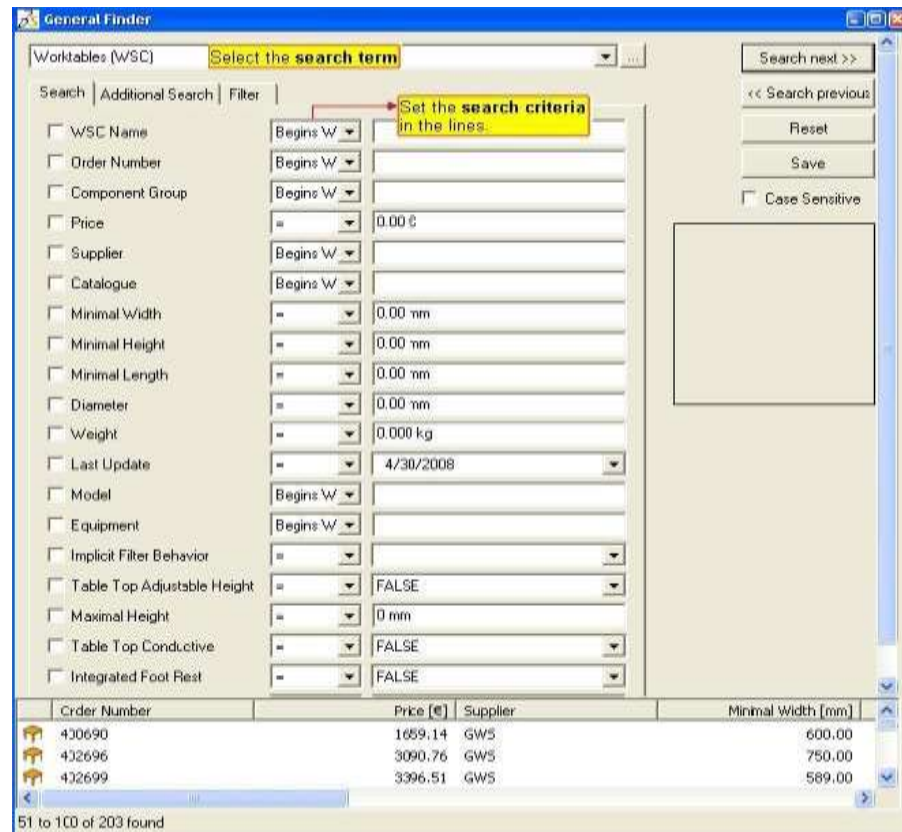 General Finder
Worktables (WSC) Select the search term ...
Search next >>
Search Additional Search Filter
<< Search previous
Set the search criteria
in the lines.
WSC Name Begins W
Reset
Order Number Begins W
Save
Component Group Begins W
Case Sensitive
Price = 0.00 €
Supplier Begins W
Catalogue Begins W
Minimal Width = 0.00 mm
Minimal Height = 0.00 mm
Minimal Length = 0.00 mm
Diameter = 0.00 mm
Weight = 0.000 kg
Last Update = 4/30/2008
Model Begins W
Equipment Begins W
Implicit Filter Behavior =
Table Top Adjustable Height = FALSE
Maximal Height = 0 mm
Table Top Conductive = FALSE
Integrated Foot Rest = FALSE
Order Number Price [€] Supplier Minimal Width [mm]
400690 1659.14 GWS 600.00
402696 3090.76 GWS 750.00
402699 3396.51 GWS 589.00
51 to 100 of 203 found